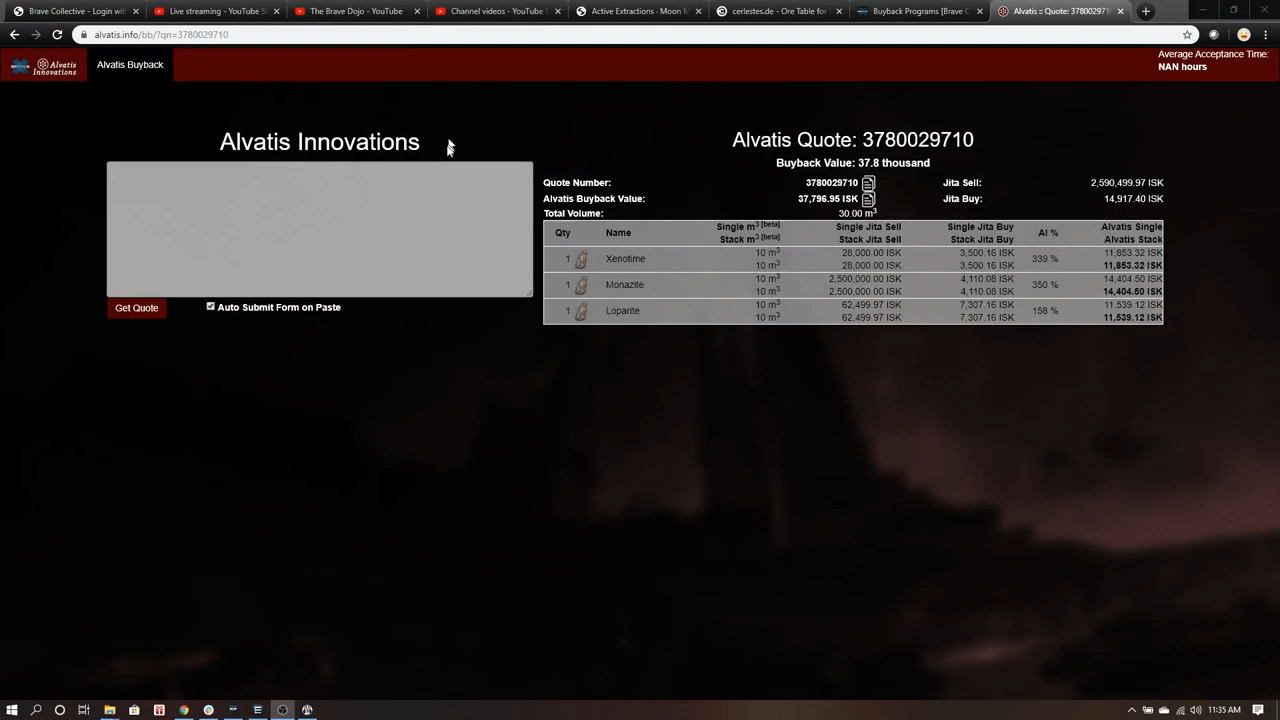 Brave Collective - Login with
Live streaming - YouTube S
The Brave Dojo - YouTube
Channel videos - YouTube S
Active Extractions - Moon M
cerlestes.de - Ore Table for
Buyback Programs [Brave C
Alvatis :: Quote: 3780029710
alvatis.info/bb/?qn=3780029710
Alvatis Innovations
Alvatis Buyback
Average Acceptance Time:
NAN hours
Alvatis Innovations
Get Quote
Auto Submit Form on Paste
Alvatis Quote: 3780029710
Buyback Value: 37.8 thousand
Quote Number: 3780029710 Jita Sell: 2,590,499.97 ISK
Alvatis Buyback Value: 37,796.95 ISK Jita Buy: 14,917.40 ISK
Total Volume: 30.00 m³
Qty Name Single m³ [beta] Single Jita Sell Single Jita Buy AI % Alvatis Single
Stack m³ [beta] Stack Jita Sell Stack Jita Buy Alvatis Stack
1 Xenotime 10 m³ 28,000.00 ISK 3,500.16 ISK 339 % 11,853.32 ISK
10 m³ 28,000.00 ISK 3,500.16 ISK 11,853.32 ISK
1 Monazite 10 m³ 2,500,000.00 ISK 4,110.08 ISK 350 % 14,404.50 ISK
10 m³ 2,500,000.00 ISK 4,110.08 ISK 14,404.50 ISK
1 Loparite 10 m³ 62,499.97 ISK 7,307.16 ISK 158 % 11,539.12 ISK
10 m³ 62,499.97 ISK 7,307.16 ISK 11,539.12 ISK
11:35 AM